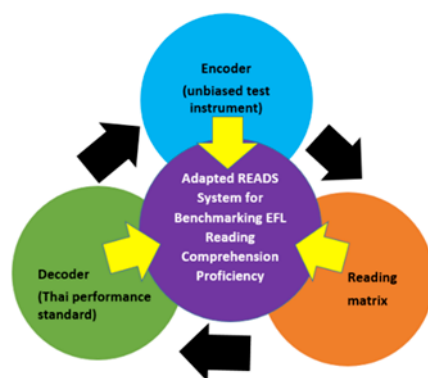 Encoder
(unbiased test
instrument)
Adapted READS
System for
Benchmarking EFL
Reading
Comprehension
Proficiency
Decoder
(Thai performance
standard)
Reading
matrix